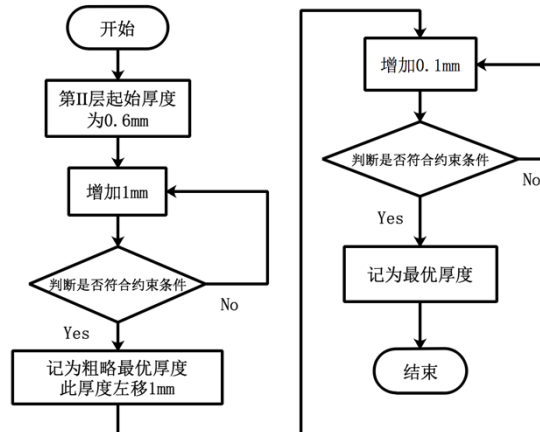 开始
第II层起始厚度
为0.6mm
增加1mm
判断是否符合约束条件
No
Yes
记为粗略最优厚度
此厚度左移1mm
增加0.1mm
判断是否符合约束条件
No
Yes
记为最优厚度
结束